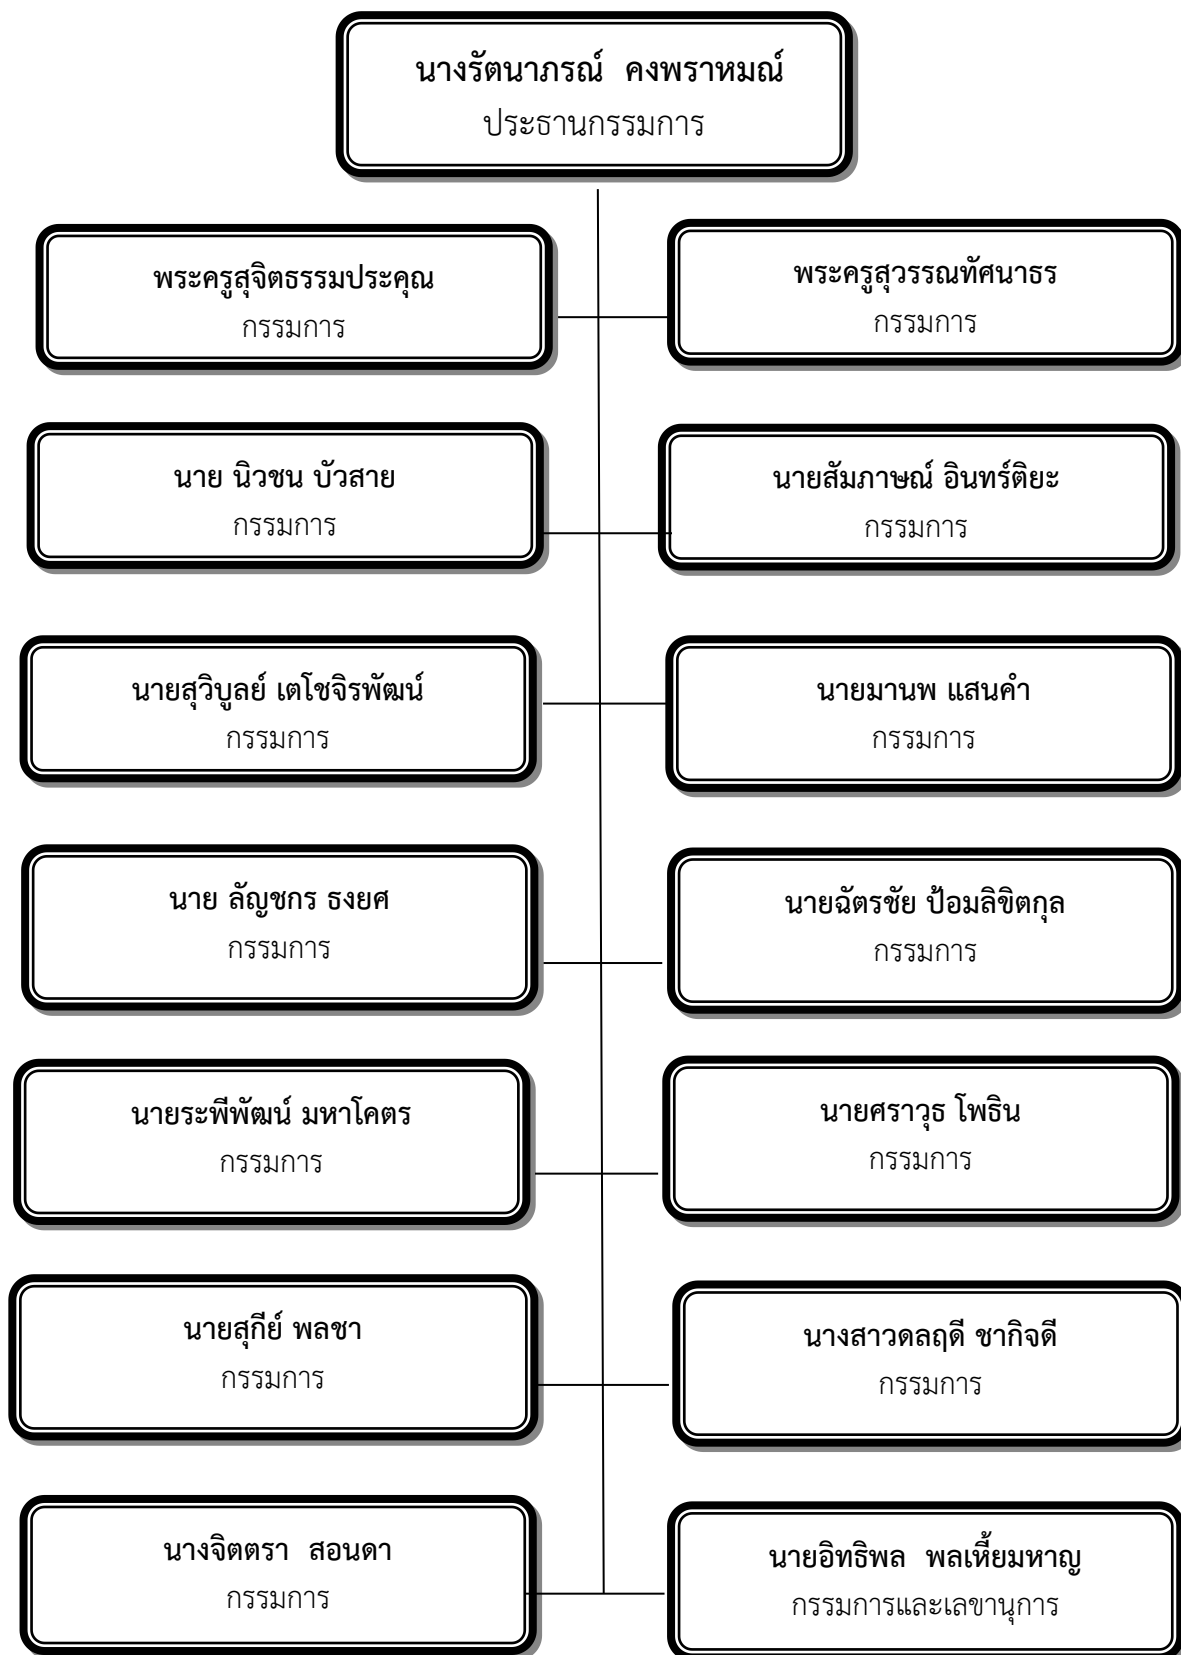 นางรัตนาภรณ์  คงพราหมณ์
ประธานกรรมการ
พระครูสุจิตธรรมประคุณ
กรรมการ
พระครูสุวรรณทัศนาธร
กรรมการ
นาย นิวชน บัวสาย
กรรมการ
นายสัมภาษณ์ อินทร์ติยะ
กรรมการ
นายสุวิบูลย์ เตโชจิรพัฒน์
กรรมการ
นายมานพ แสนคำ
กรรมการ
นาย ลัญชกร ธงยศ
กรรมการ
นายฉัตรชัย ป้อมลิขิตกุล
กรรมการ
นายระพีพัฒน์ มหาโคตร
กรรมการ
นายศราวุธ โพธิน
กรรมการ
นายสุกีย์ พลซา
กรรมการ
นางสาวดลฤดี ชากิจดี
กรรมการ
นางจิตตรา  สอนดา
กรรมการ
นายอิทธิพล  พลเหี้ยมหาญ
กรรมการและเลขานุการ